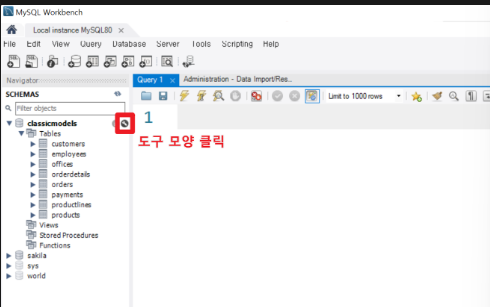 MySQL Workbench
Local instance MySQL80
File Edit View Query Database Server Tools Scripting Help
Navigator
Query 1
Administration - Data Import/Res...
SCHEMAS
Filter objects
Limit to 1000 rows
classicmodels
1
Tables
도구 모양 클릭
customers
employees
offices
orderdetails
orders
payments
productlines
products
Views
Stored Procedures
Functions
sakila
sys
world